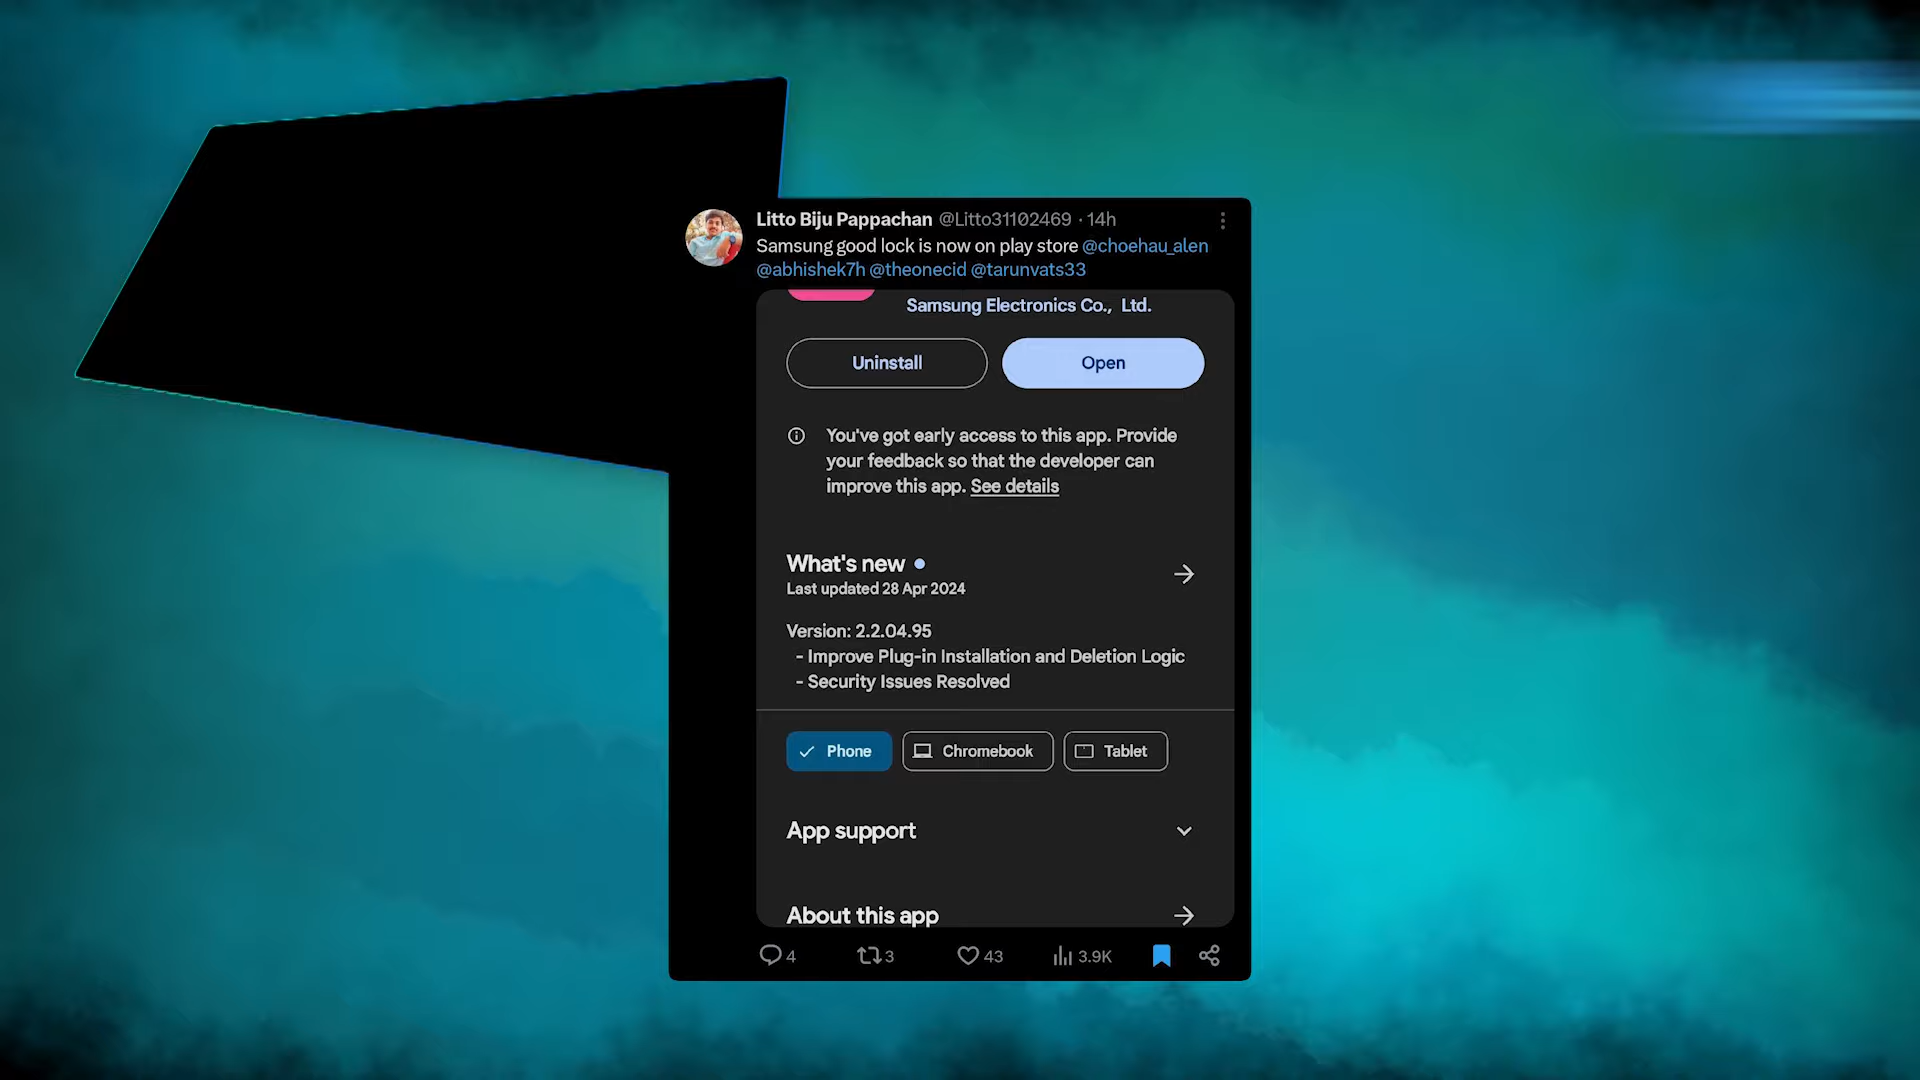 Litto Biju Pappachan @Litto31102469 · 14h
Samsung good lock is now on play store @choehau_alen
@abhishek7h @theonecid @tarunvats33
Samsung Electronics Co., Ltd.
Uninstall Open
You've got early access to this app. Provide
your feedback so that the developer can
improve this app. See details
What's new
Last updated 28 Apr 2024
Version: 2.2.04.95
- Improve Plug-in Installation and Deletion Logic
- Security Issues Resolved
Phone Chromebook Tablet
App support
About this app
4 3 43 3.9K